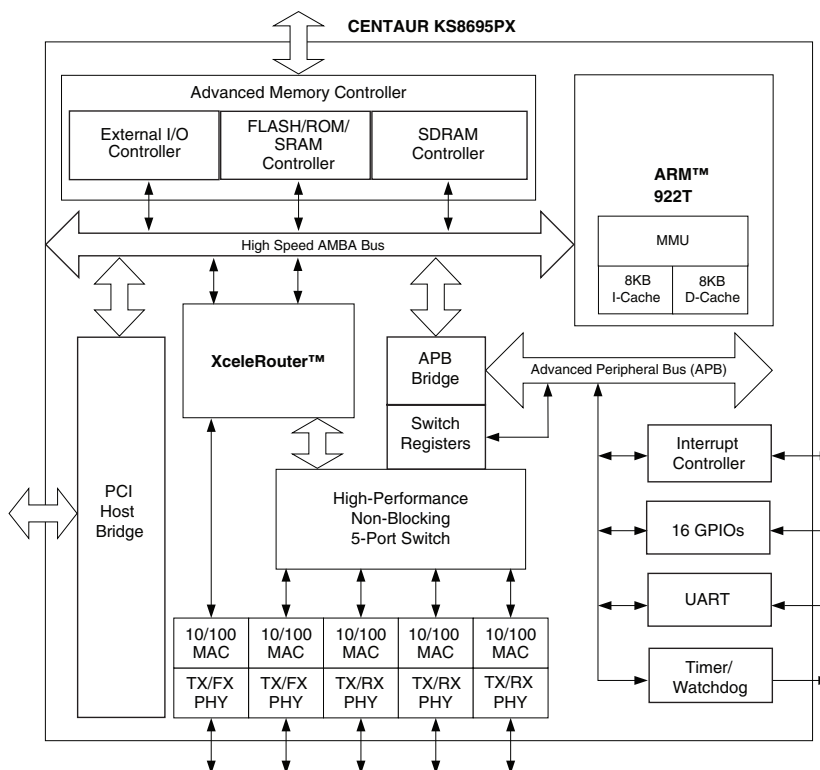 CENTAUR KS8695PX
Advanced Memory Controller
External I/O
Controller
FLASH/ROM/
SRAM
Controller
SDRAM
Controller
ARM™
922T
MMU
8KB
I-Cache
8KB
D-Cache
High Speed AMBA Bus
XceleRouter™
APB
Bridge
Advanced Peripheral Bus (APB)
Switch
Registers
PCI
Host
Bridge
High-Performance
Non-Blocking
5-Port Switch
Interrupt
Controller
16 GPIOs
UART
Timer/
Watchdog
10/100
MAC
10/100
MAC
10/100
MAC
10/100
MAC
10/100
MAC
TX/FX
PHY
TX/FX
PHY
TX/RX
PHY
TX/RX
PHY
TX/RX
PHY